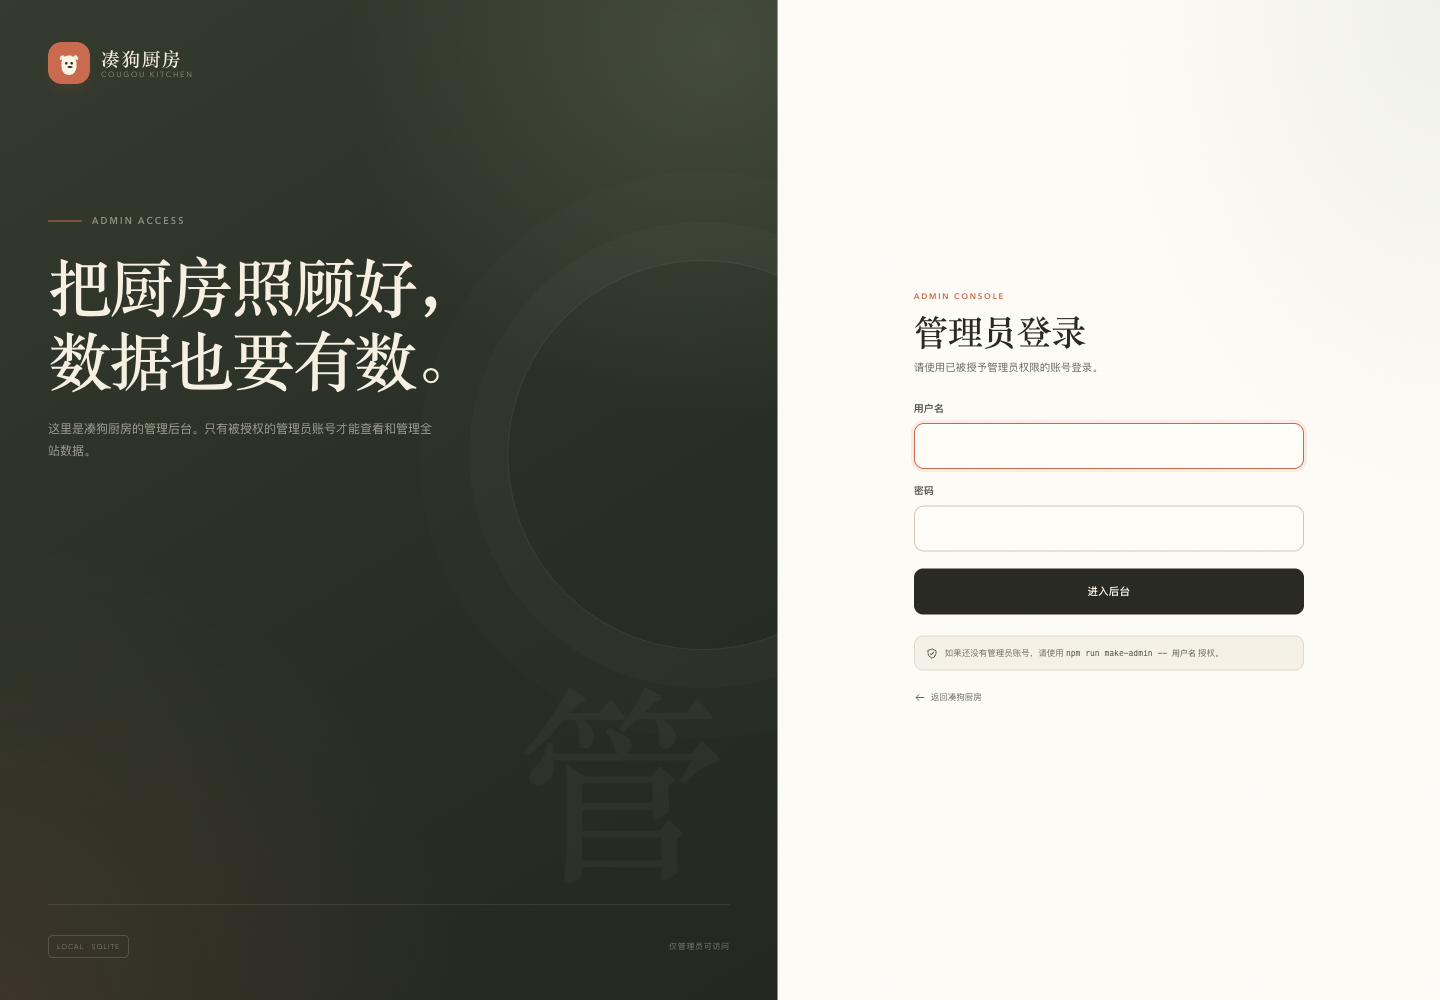 凑狗厨房
COUGOU KITCHEN
ADMIN ACCESS
把厨房照顾好，
数据也要有数。
这里是凑狗厨房的管理后台。只有被授权的管理员账号才能查看和管理全
站数据。
管
LOCAL · SQLITE
仅管理员可访问
ADMIN CONSOLE
管理员登录
请使用已被授予管理员权限的账号登录。
用户名
密码
进入后台
如果还没有管理员账号，请使用 npm run make-admin -- 用户名 授权。
← 返回凑狗厨房